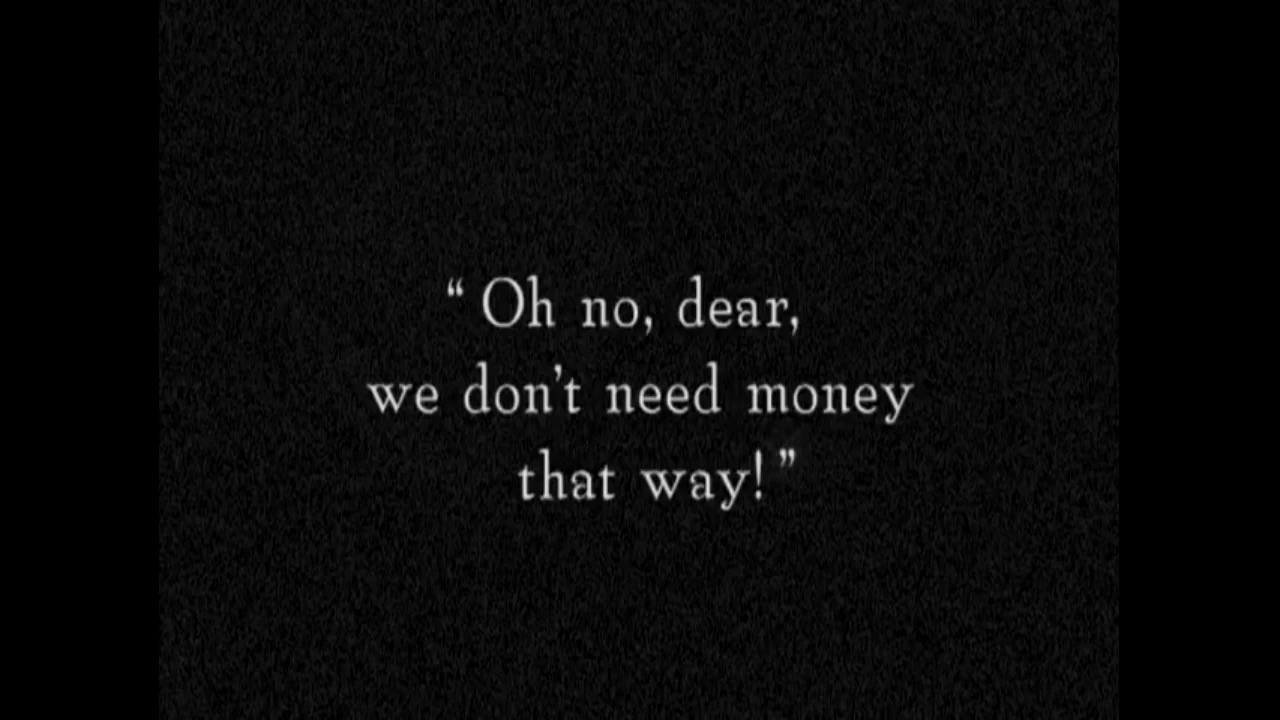 “ Oh no, dear,
we don’t need money
that way! ”